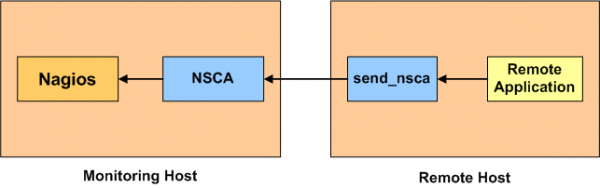 Nagios
NSCA
send_nsca
Remote
Application
Monitoring Host
Remote Host